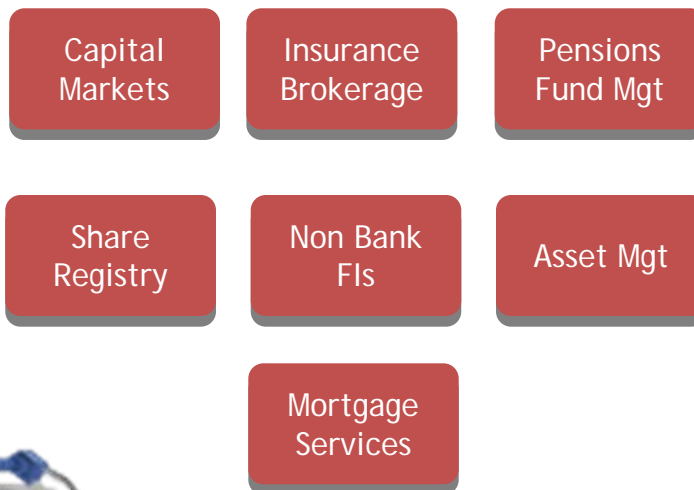 Capital
Markets
Insurance
Brokerage
Pensions
Fund Mgt
Share
Registry
Non Bank
FIs
Asset Mgt
Mortgage
Services